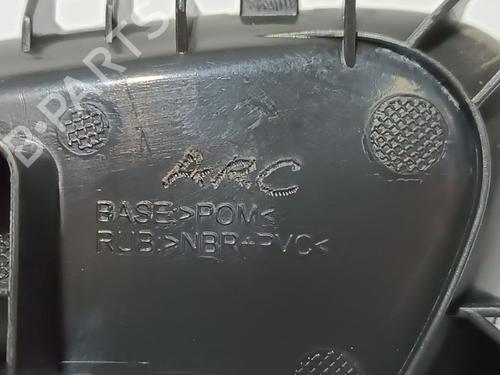 B-PARTS
ARC
BASE:>POM<
RUB:>NBR+PVC<